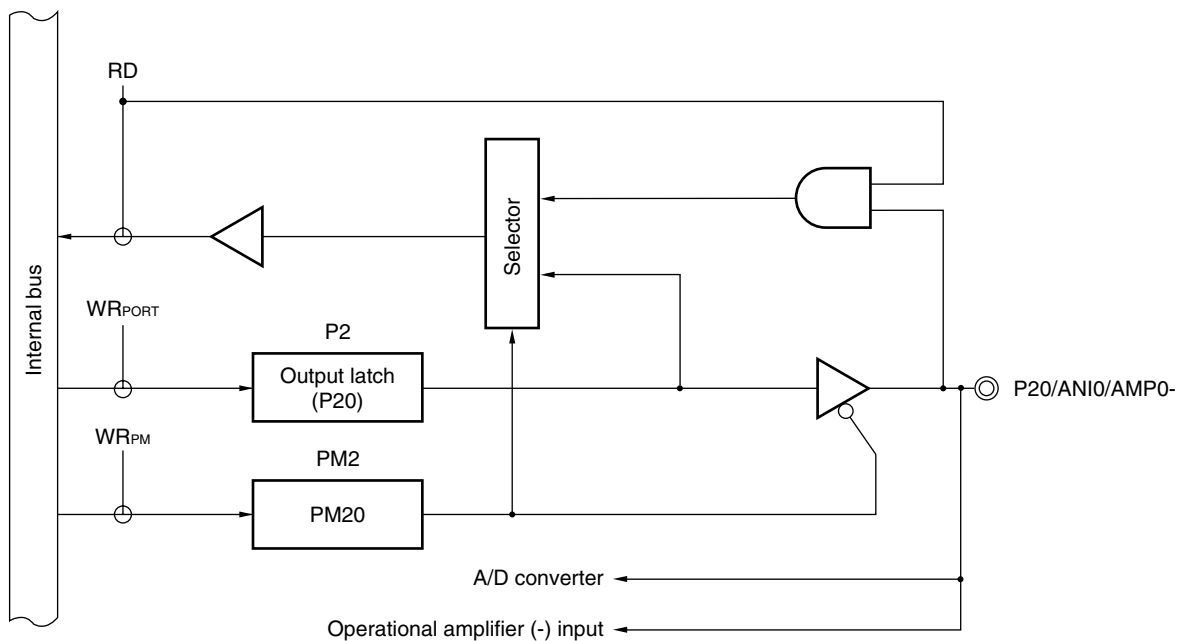 RD
Selector
Internal bus
WRPORT
P2
Output latch
(P20)
P20/ANI0/AMP0-
WRPM
PM2
PM20
A/D converter
Operational amplifier (-) input